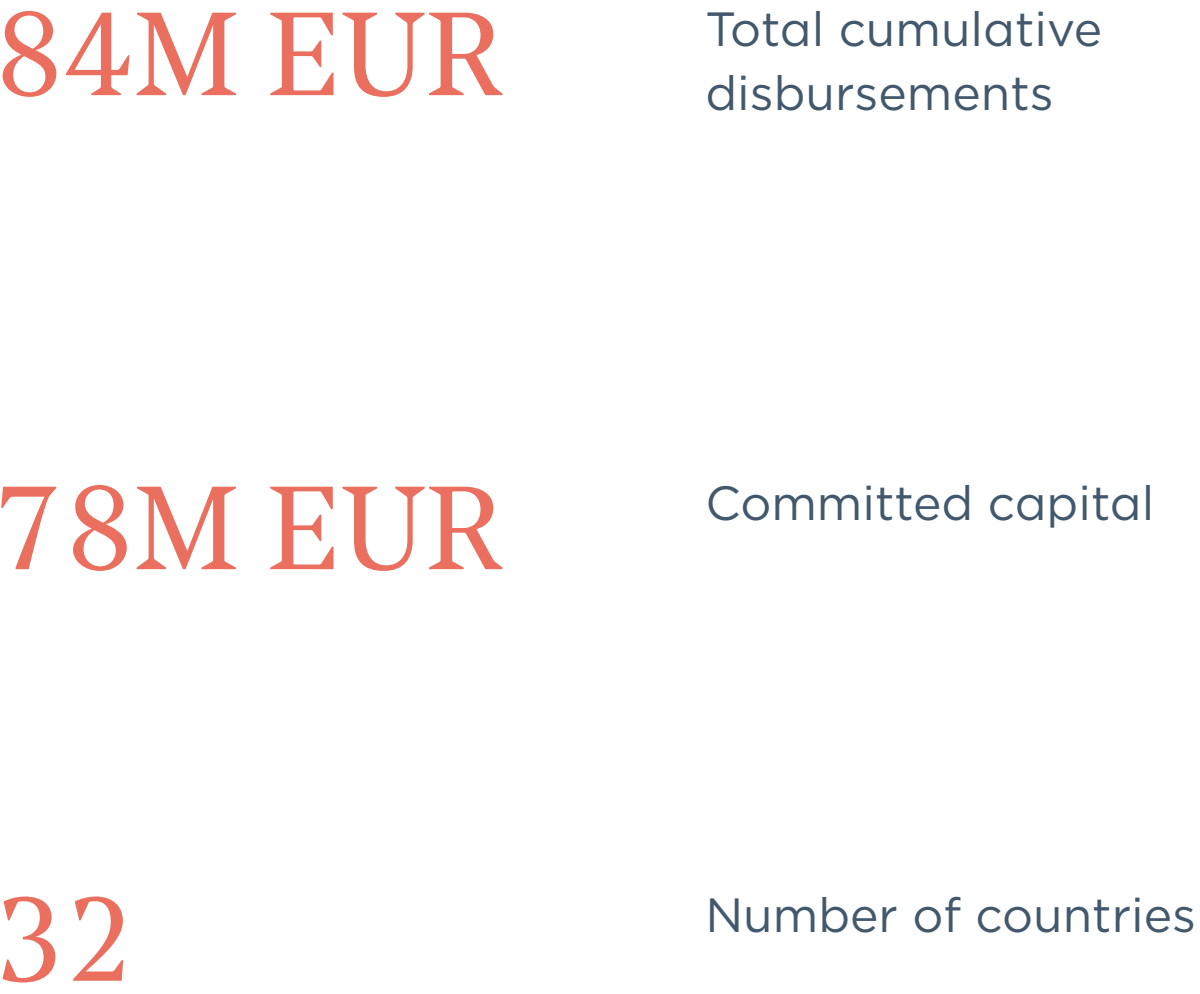 84M EUR
Total cumulative
disbursements
78M EUR
Committed capital
32
Number of countries